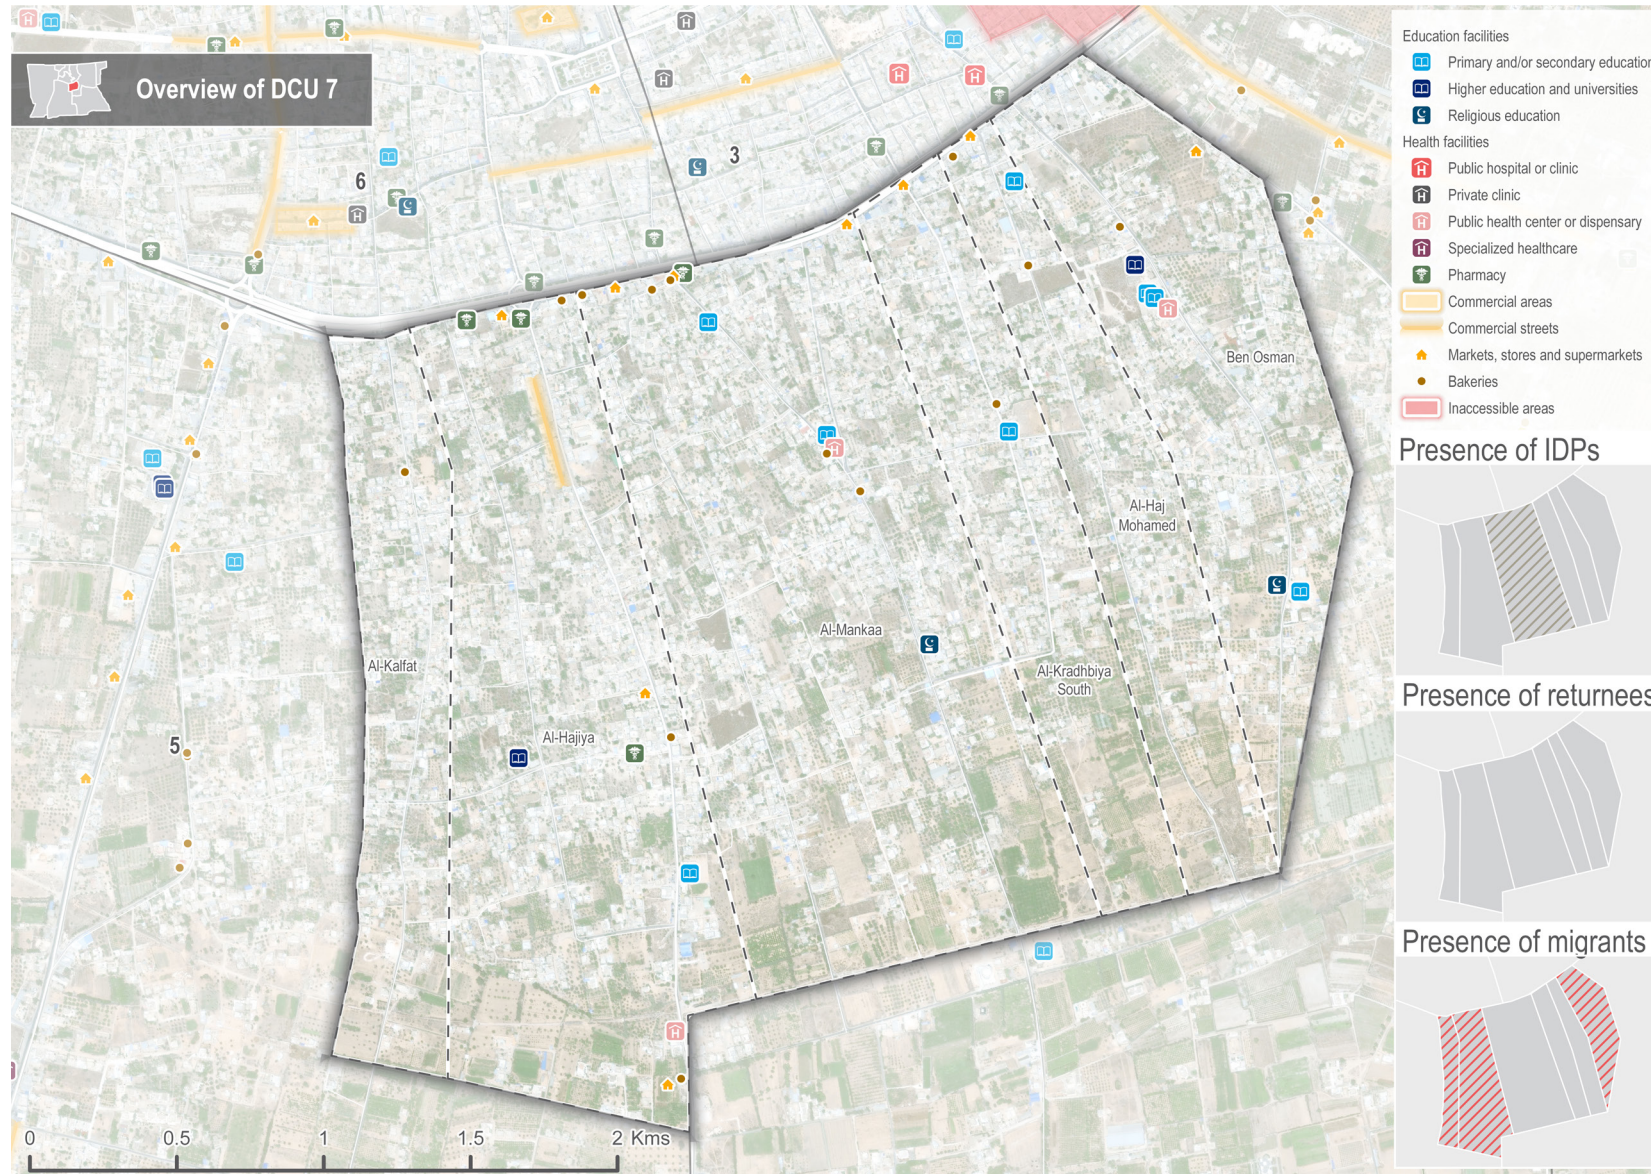 Overview of DCU 7
Education facilities
Primary and/or secondary education
Higher education and universities
Religious education
Health facilities
Public hospital or clinic
Private clinic
Public health center or dispensary
Specialized healthcare
Pharmacy
Commercial areas
Commercial streets
Markets, stores and supermarkets
Bakeries
Inaccessible areas
Presence of IDPs
Presence of returnees
Presence of migrants
3
6
5
Ben Osman
Al-Haj
Mohamed
Al-Mankaa
Al-Kradhbiya
South
Al-Kalfat
Al-Hajiya
0 0.5 1 1.5 2 Kms